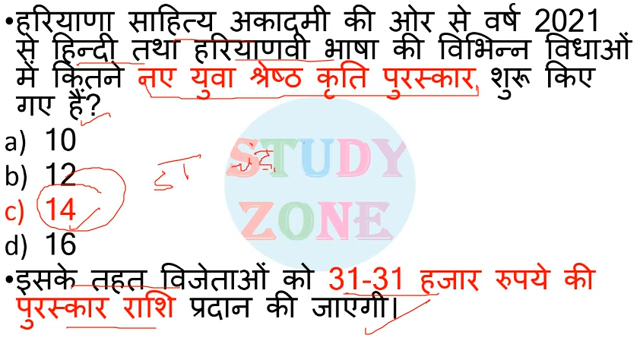 •हरियाणा साहित्य अकादमी की ओर से वर्ष 2021
से हिन्दी तथा हरियाणवी भाषा की विभिन्न विधाओं
में कितने नए युवा श्रेष्ठ कृति पुरस्कार शुरू किए
गए हैं?
a) 10
b) 12
c) 14
d) 16
STUDY
ZONE
•इसके तहत विजेताओं को 31-31 हजार रुपये की
पुरस्कार राशि प्रदान की जाएगी।